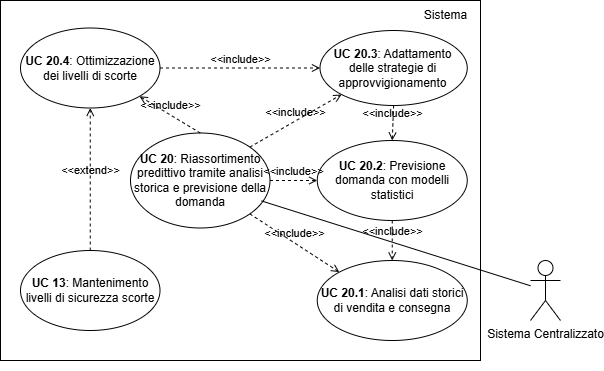 Sistema
UC 20.4: Ottimizzazione
dei livelli di scorte
<<include>>
UC 20.3: Adattamento
delle strategie di
approvvigionamento
<<include>>
<<include>>
<<include>>
UC 20: Riassortimento
predittivo tramite analisi
storica e previsione della
domanda
<<extend>>
<<include>>
UC 20.2: Previsione
domanda con modelli
statistici
<<include>>
<<include>>
UC 13: Mantenimento
livelli di sicurezza scorte
UC 20.1: Analisi dati storici
di vendita e consegna
Sistema Centralizzato